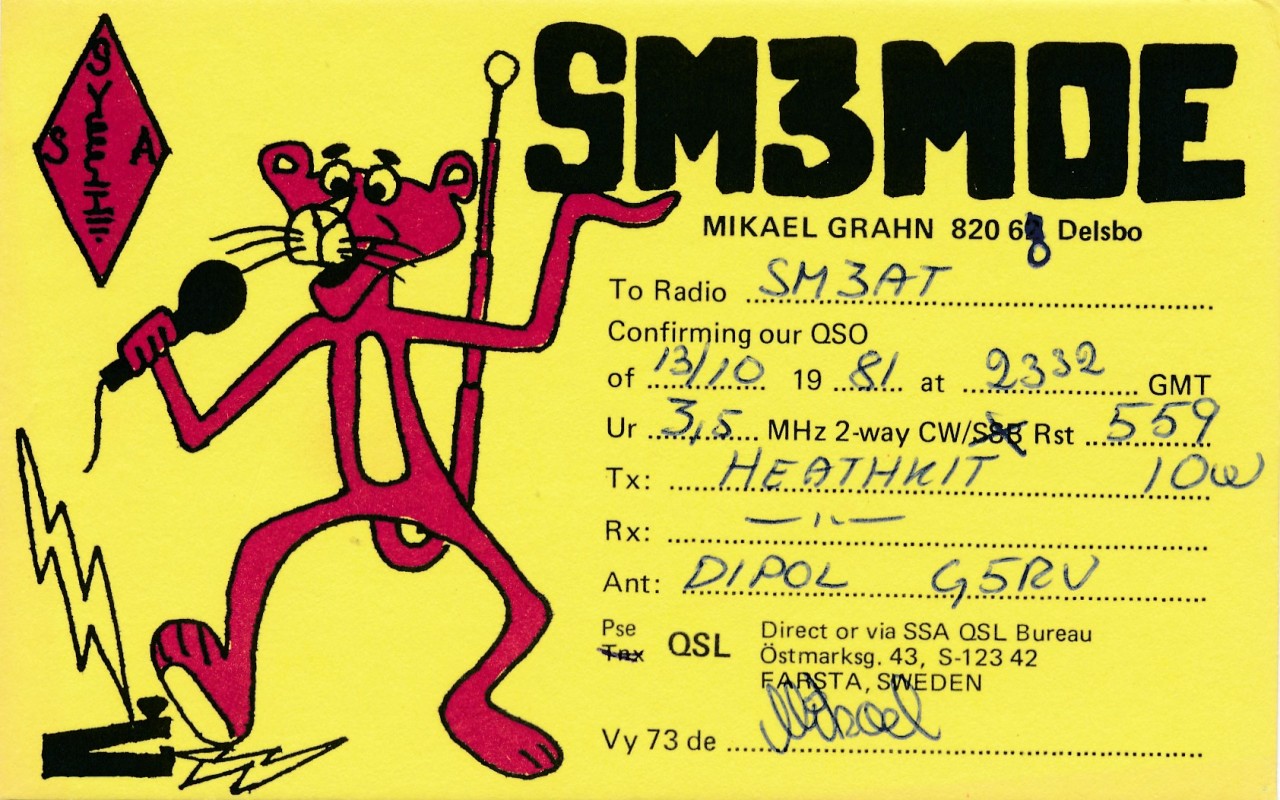 S S A
SM3MOE
MIKAEL GRAHN 820 60 Delsbo
To Radio SM3AT
Confirming our QSO
of 13/10 19 81 at 2332 GMT
Ur 3,5 MHz 2-way CW/SSB Rst 559
Tx: HEATHKIT 10W
Rx: —ıı—
Ant: DIPOL G5RV
Pse
Tnx QSL Direct or via SSA QSL Bureau
Östmarksg. 43, S-123 42
FARSTA, SWEDEN
Vy 73 de Mikael